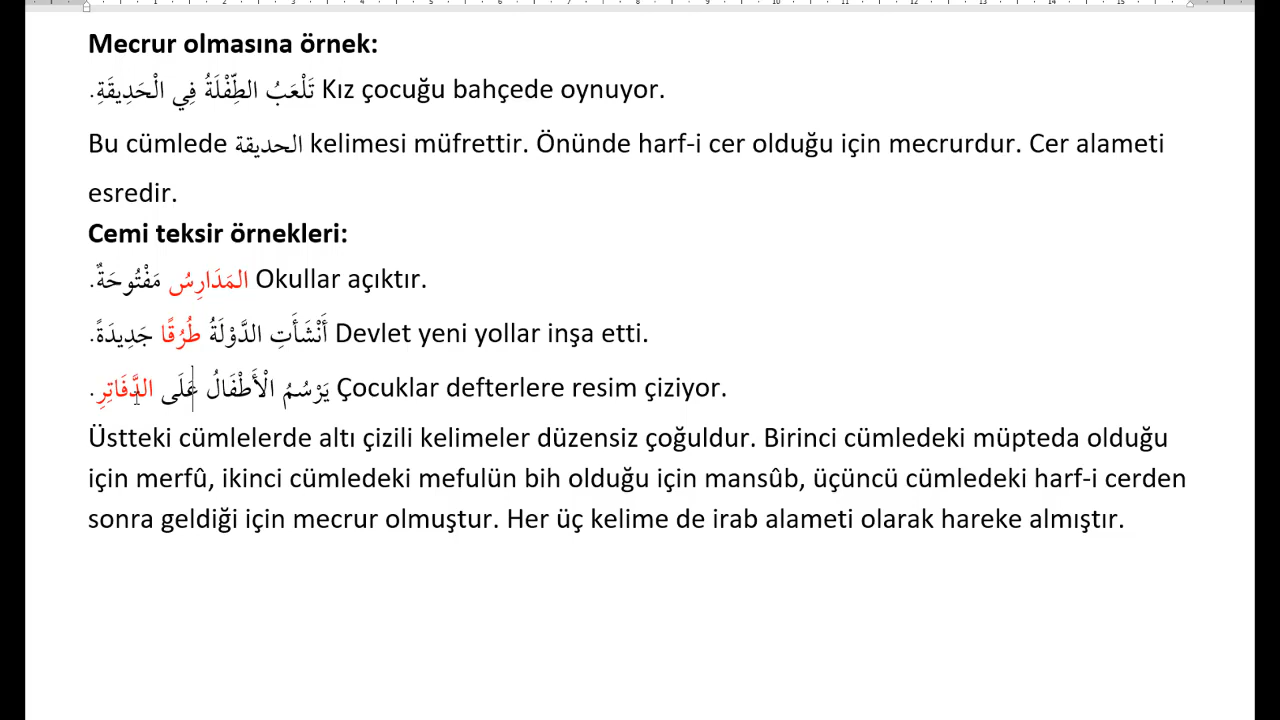 Mecrur olmasına örnek:
تَلْعَبُ الطِّفْلَةُ فِي الْحَدِيقَةِ. Kız çocuğu bahçede oynuyor.
Bu cümlede الحديقة kelimesi müfrettir. Önünde harf-i cer olduğu için mecrurdur. Cer alameti
esredir.
Cemi teksir örnekleri:
المَدَارِسُ مَفْتُوحَةٌ. Okullar açıktır.
أَنْشَأَتِ الدَّوْلَةُ طُرُقًا جَدِيدَةً. Devlet yeni yollar inşa etti.
يَرْسُمُ الْأَطْفَالُ عَلَى الدَّفَاتِرِ. Çocuklar defterlere resim çiziyor.
Üstteki cümlelerde altı çizili kelimeler düzensiz çoğuldur. Birinci cümledeki müpteda olduğu
için merfû, ikinci cümledeki mefulün bih olduğu için mansûb, üçüncü cümledeki harf-i cerden
sonra geldiği için mecrur olmuştur. Her üç kelime de irab alameti olarak hareke almıştır.